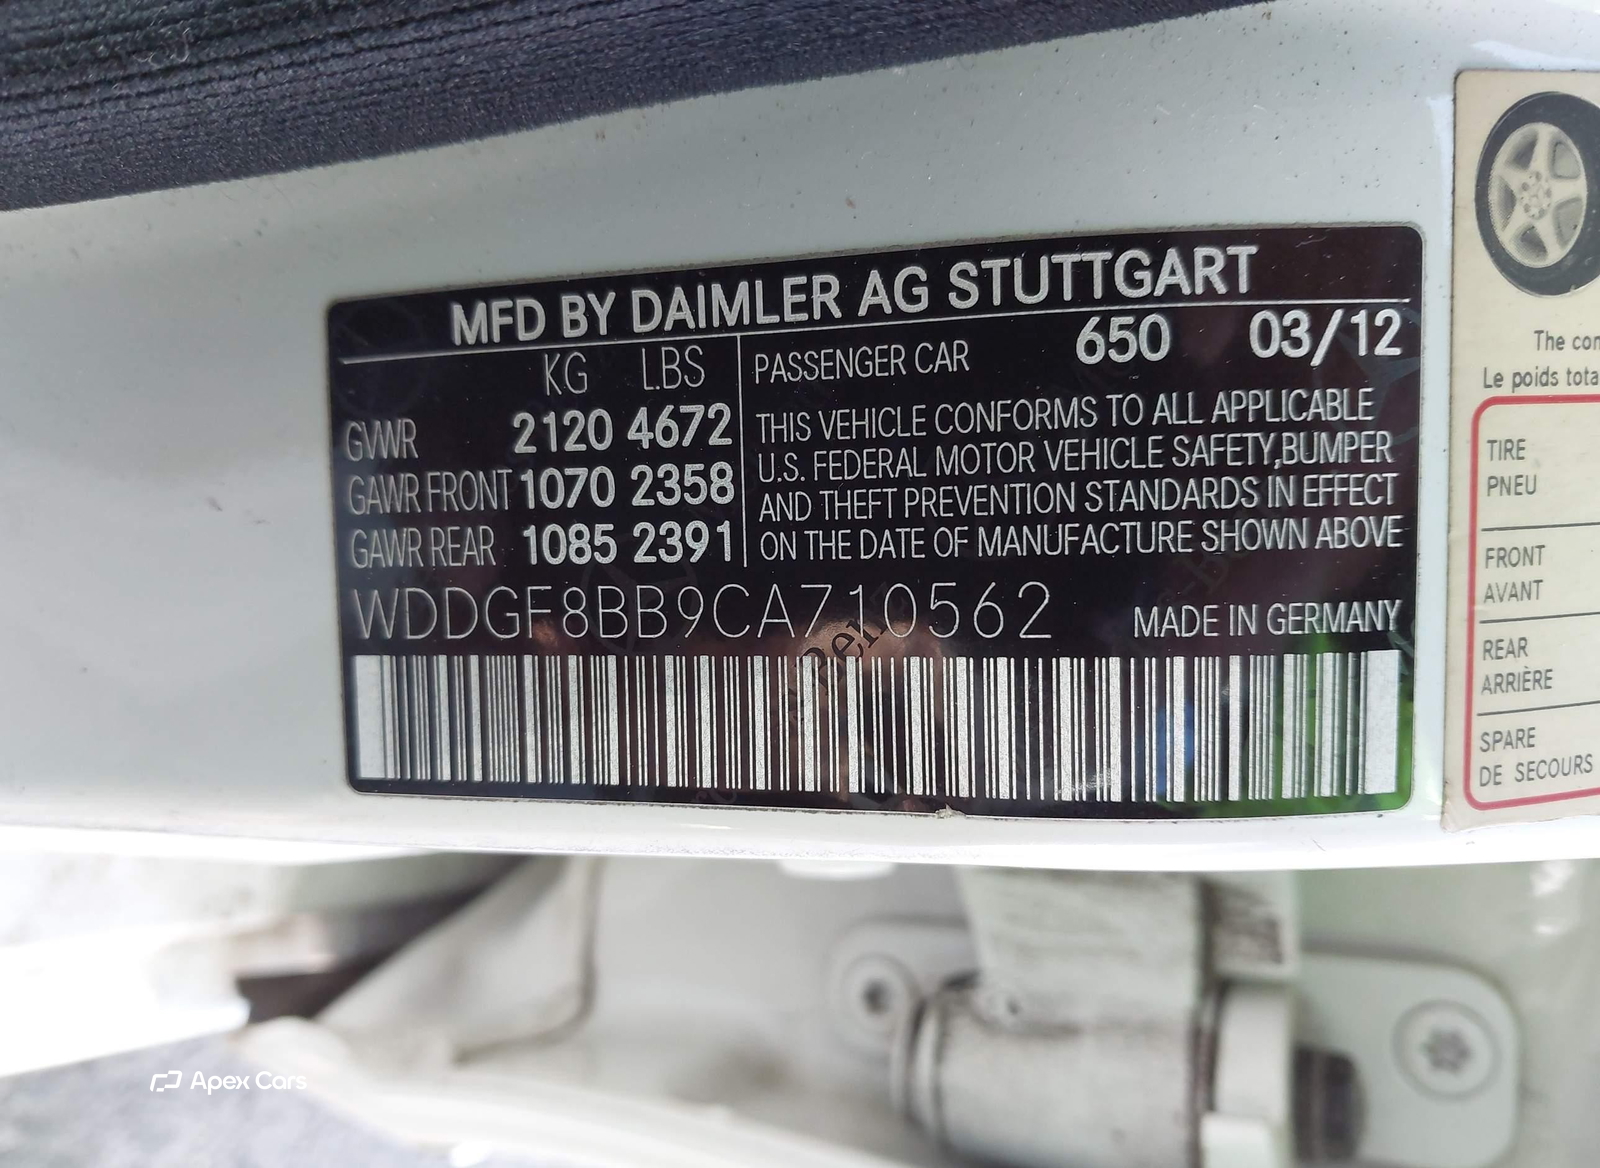 MFD BY DAIMLER AG STUTTGART
KG LBS
GVWR 2120 4672
GAWR FRONT 1070 2358
GAWR REAR 1085 2391
PASSENGER CAR 650 03/12
THIS VEHICLE CONFORMS TO ALL APPLICABLE
U.S. FEDERAL MOTOR VEHICLE SAFETY,BUMPER
AND THEFT PREVENTION STANDARDS IN EFFECT
ON THE DATE OF MANUFACTURE SHOWN ABOVE
WDDGF8BB9CA710562 MADE IN GERMANY
The con
Le poids tota
TIRE
PNEU
FRONT
AVANT
REAR
ARRIÈRE
SPARE
DE SECOURS
Apex Cars